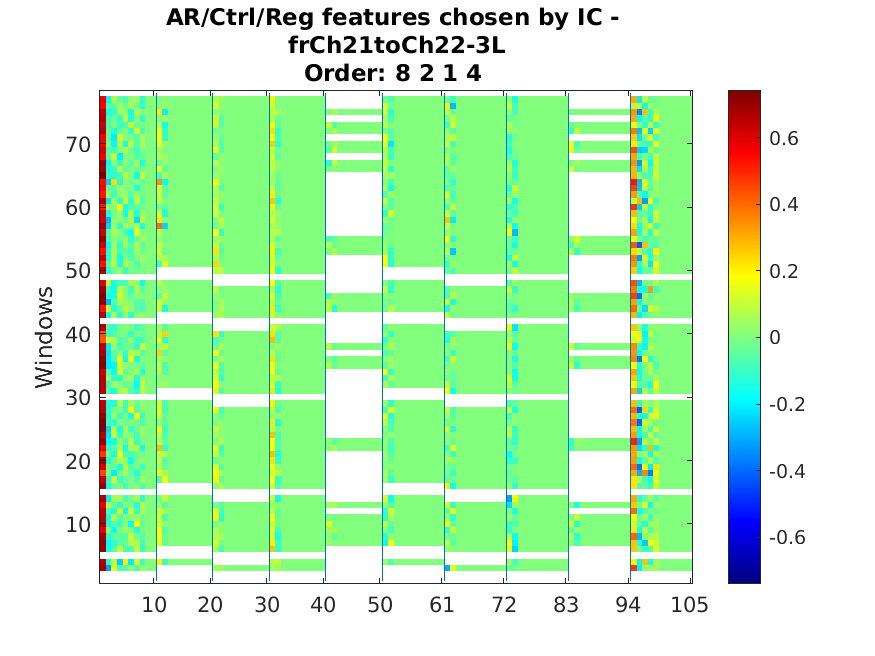 AR/Ctrl/Reg features chosen by IC -
frCh21toCh22-3L
Order: 8 2 1 4
Windows
70
60
50
40
30
20
10
10 20 30 40 50 61 72 83 94 105
0.6
0.4
0.2
0
-0.2
-0.4
-0.6